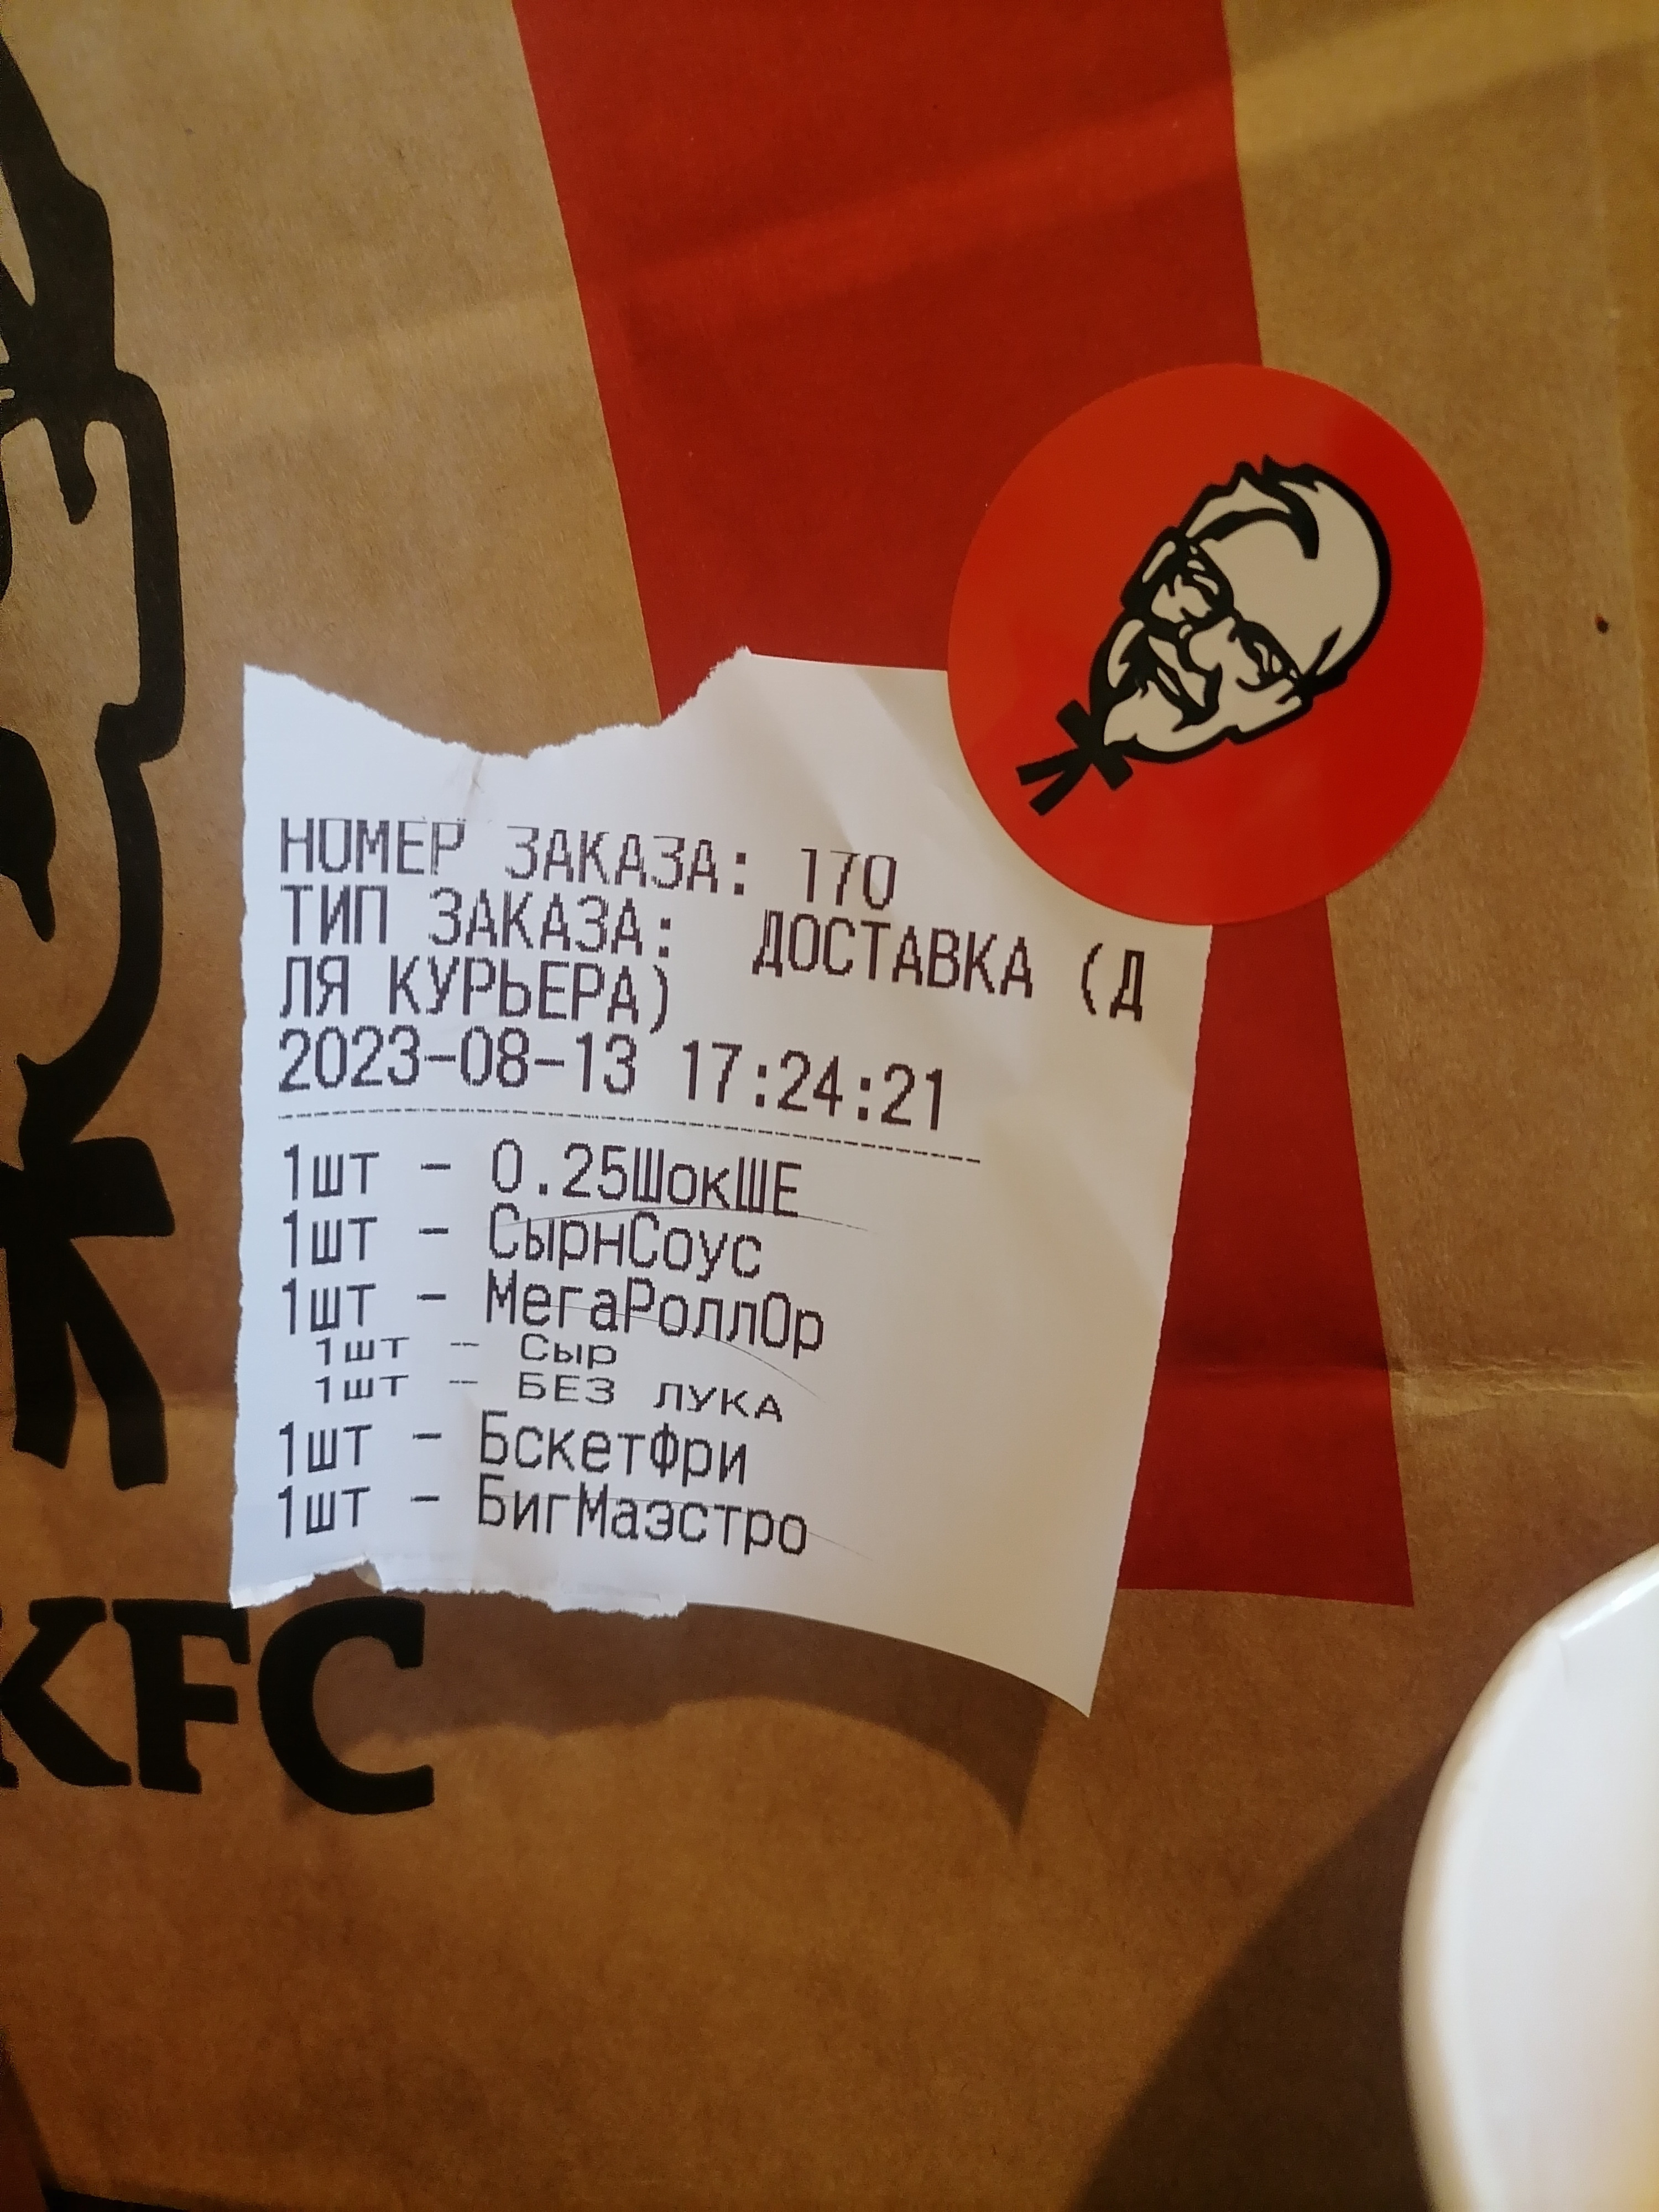 НОМЕР ЗАКАЗА: 170
ТИП ЗАКАЗА: ДОСТАВКА (Д
ЛЯ КУРЬЕРА)
2023-08-13 17:24:21
1шт - 0.25ШокШЕ
1шт - СырнСоус
1шт - МегаРоллОр
1шт - Сыр
1шт - БЕЗ ЛУКА
1шт - БскетФри
1шт - БигМаэстро
KFC